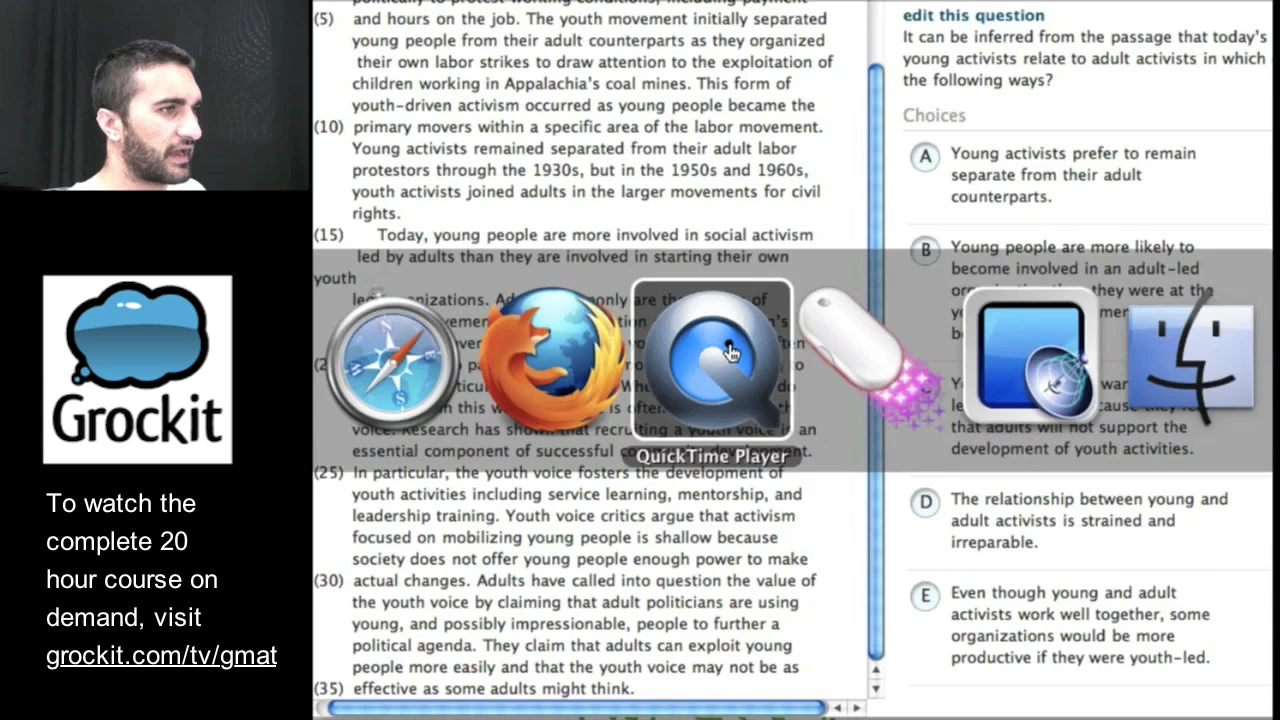 politically to protest working conditions, including payment
(5) and hours on the job. The youth movement initially separated
young people from their adult counterparts as they organized
their own labor strikes to draw attention to the exploitation of
children working in Appalachia's coal mines. This form of
youth-driven activism occurred as young people became the
(10) primary movers within a specific area of the labor movement.
Young activists remained separated from their adult labor
protestors through the 1930s, but in the 1950s and 1960s,
youth activists joined adults in the larger movements for civil
rights.
(15) Today, young people are more involved in social activism
led by adults than they are involved in starting their own
youth
QuickTime Player
voice. Research has shown that recruiting a youth voice is an
essential component of successful community development.
(25) In particular, the youth voice fosters the development of
youth activities including service learning, mentorship, and
leadership training. Youth voice critics argue that activism
focused on mobilizing young people is shallow because
society does not offer young people enough power to make
(30) actual changes. Adults have called into question the value of
the youth voice by claiming that adult politicians are using
young, and possibly impressionable, people to further a
political agenda. They claim that adults can exploit young
people more easily and that the youth voice may not be as
(35) effective as some adults might think.
edit this question
It can be inferred from the passage that today's
young activists relate to adult activists in which
the following ways?
Choices
A Young activists prefer to remain
separate from their adult
counterparts.
B Young people are more likely to
become involved in an adult-led
that adults will not support the
development of youth activities.
D The relationship between young and
adult activists is strained and
irreparable.
E Even though young and adult
activists work well together, some
organizations would be more
productive if they were youth-led.
Grockit
To watch the
complete 20
hour course on
demand, visit
grockit.com/tv/gmat